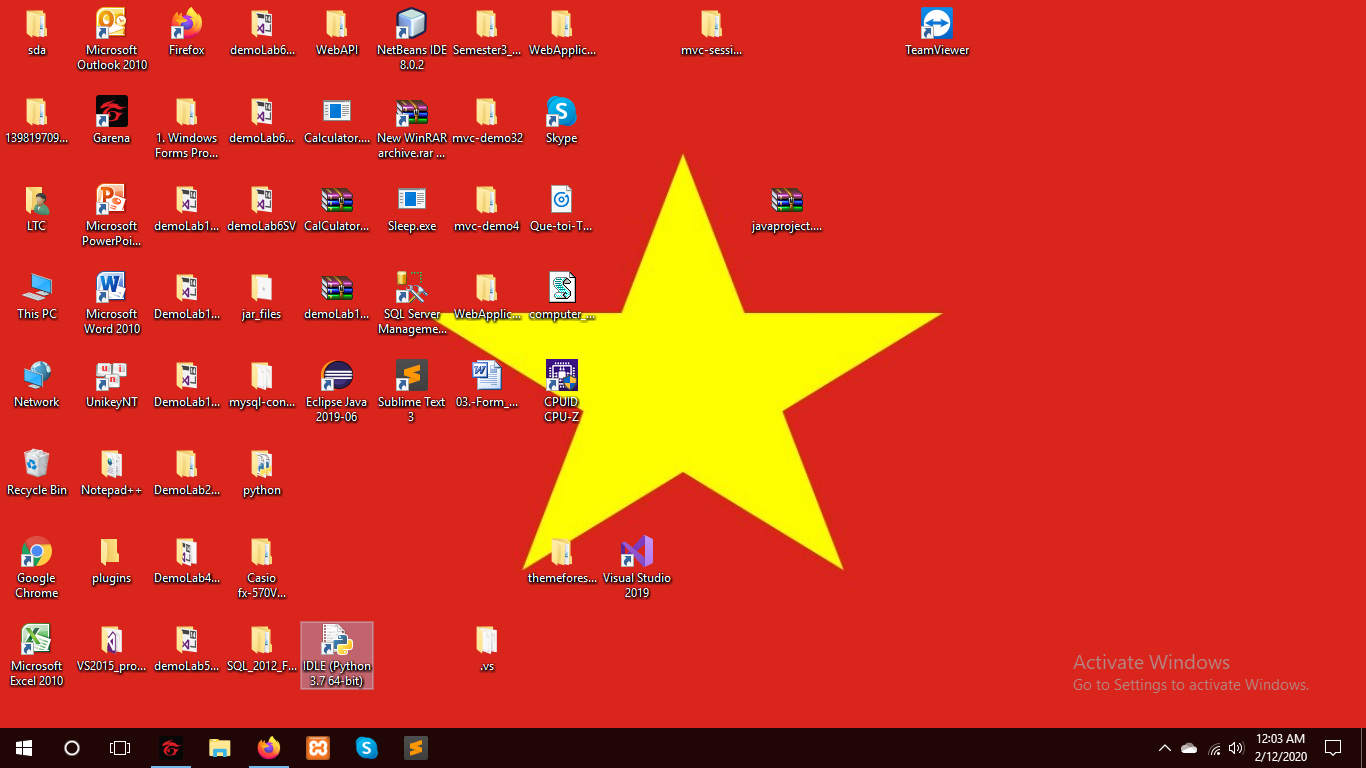 sda
Microsoft
Outlook 2010
Firefox
demoLab6...
WebAPI
NetBeans IDE
8.0.2
Semester3_...
WebApplic...
mvc-sessi...
TeamViewer
139819709...
Garena
1. Windows
Forms Pro...
demoLab6...
Calculator....
New WinRAR
archive.rar ...
mvc-demo32
Skype
LTC
Microsoft
PowerPoi...
demoLab1...
demoLab6SV
CalCulator...
Sleep.exe
mvc-demo4
Que-toi-T...
javaproject....
This PC
Microsoft
Word 2010
DemoLab1...
jar_files
demoLab1...
SQL Server
Manageme...
WebApplic...
computer_...
Network
UnikeyNT
DemoLab1...
mysql-con...
Eclipse Java
2019-06
Sublime Text
3
03.-Form_...
CPUID
CPU-Z
Recycle Bin
Notepad++
DemoLab2...
python
Google
Chrome
plugins
DemoLab4...
Casio
fx-570V...
themefores...
Visual Studio
2019
Microsoft
Excel 2010
VS2015_pro...
demoLab5...
SQL_2012_F...
IDLE (Python
3.7 64-bit)
.vs
Activate Windows
Go to Settings to activate Windows.
12:03 AM
2/12/2020